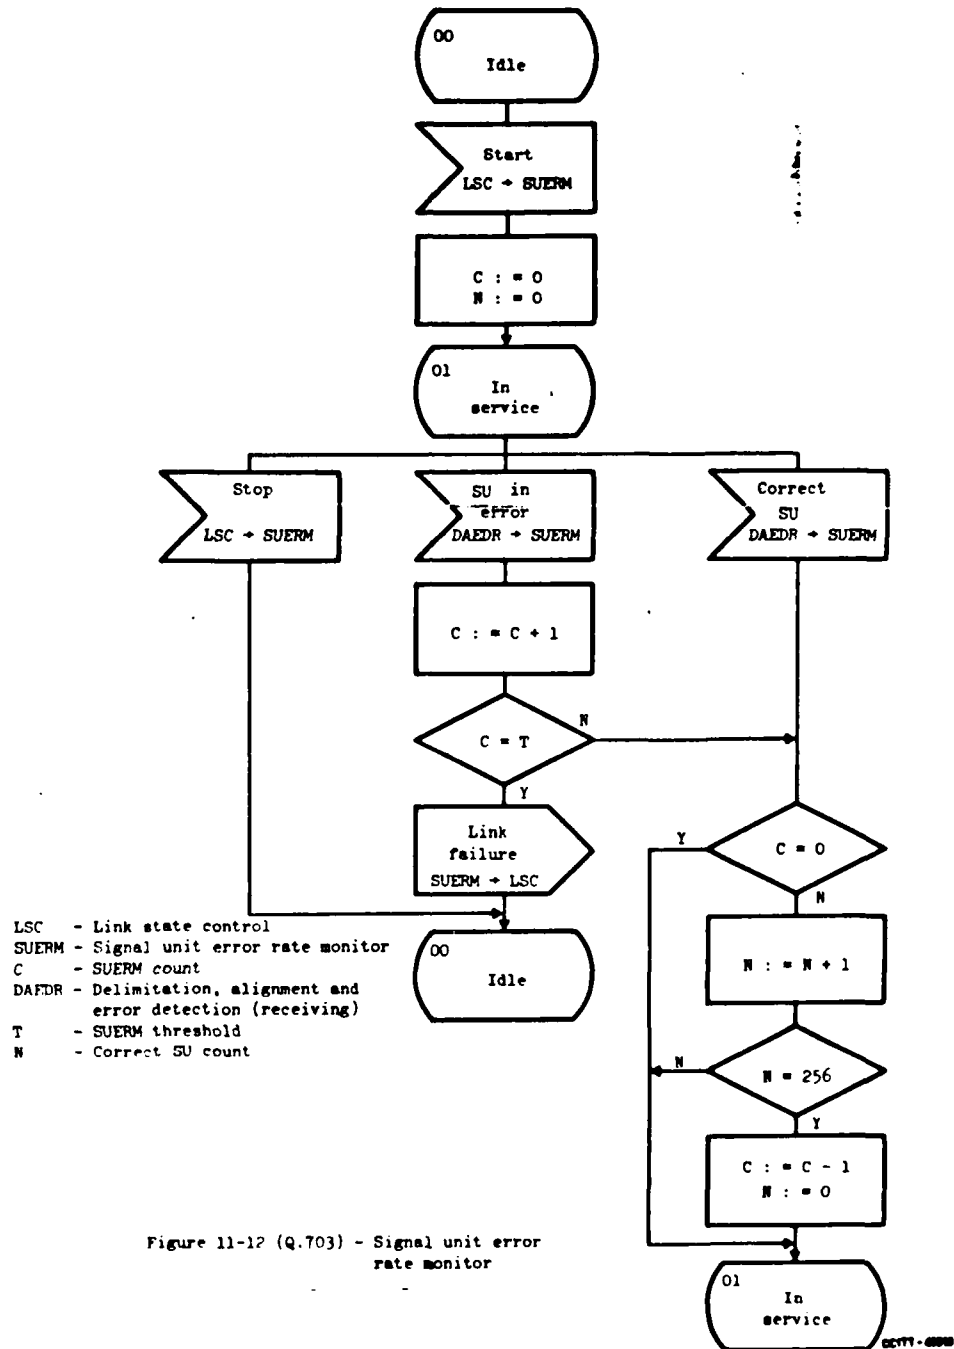 00
Idle
Start
LSC → SUERM
C : = 0
N : = 0
01
In
service
Stop
LSC → SUERM
SU in
error
DAEDR → SUERM
Correct
SU
DAEDR → SUERM
C : = C + 1
C = T
N
Y
Link
failure
SUERM → LSC
C = 0
Y
N
N : = N + 1
N = 256
N
Y
C : = C - 1
N : = 0
00
Idle
01
In
service
LSC - Link state control
SUERM - Signal unit error rate monitor
C - SUERM count
DAEDR - Delimitation, alignment and
error detection (receiving)
T - SUERM threshold
N - Correct SU count
Figure 11-12 (Q.703) - Signal unit error
rate monitor